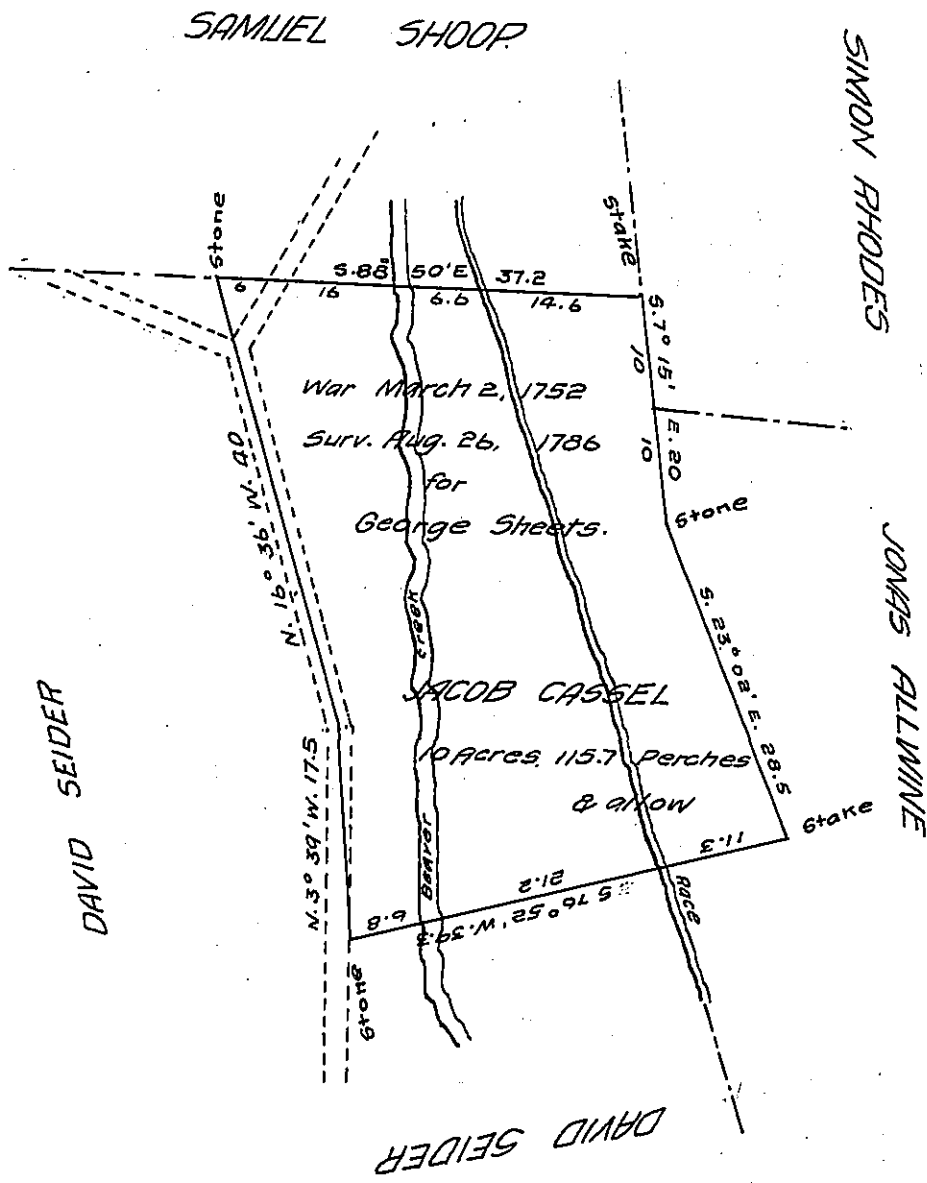 SAMUEL SHOOP.
SIMON RHODES
Stone
Stake
S.88° 50'E 37.2
6 16 6.6 14.6
S.7° 15' E. 20
10 10
War March 2, 1752
Surv. Aug. 26, 1786
for
George Sheets.
Stone
N. 16° 36' W. 40
S. 23° 02' E. 28.5
JONAS ALLWINE
Beaver Creek
JACOB CASSEL
10 Acres, 115.7 Perches
& allow
DAVID SEIDER
N. 3° 39' W. 17.5
Stake
11.3
21.2
6.8
S 76° 52' W. 39.3
Race
Stone
DAVID SEIDER